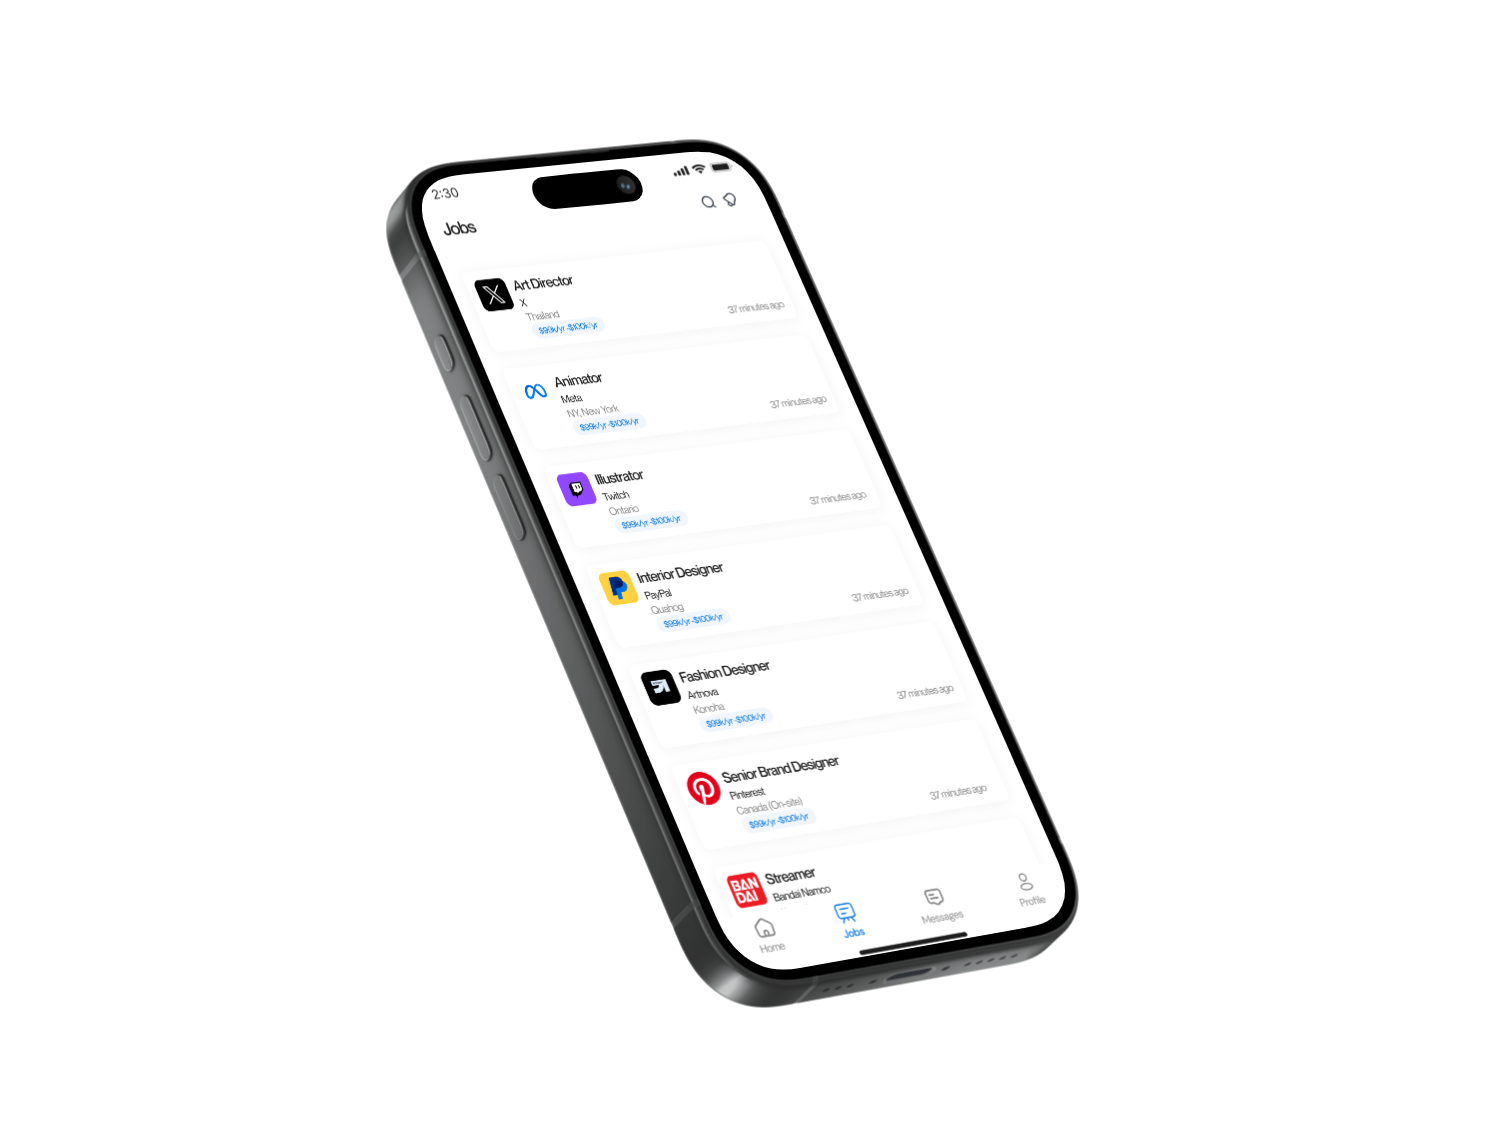 2:30
Jobs
Art Director
X
Thailand
$99k/yr -$100k/yr
37 minutes ago
Animator
Meta
NY, New York
$99k/yr -$100k/yr
37 minutes ago
Illustrator
Twitch
Ontario
$99k/yr -$100k/yr
37 minutes ago
Interior Designer
PayPal
Quahog
$99k/yr -$100k/yr
37 minutes ago
Fashion Designer
Artnova
Konoha
$99k/yr -$100k/yr
37 minutes ago
Senior Brand Designer
Pinterest
Canada (On-site)
$99k/yr -$100k/yr
37 minutes ago
BAN
DAI
Streamer
Bandai Namco
Home
Jobs
Messages
Profile